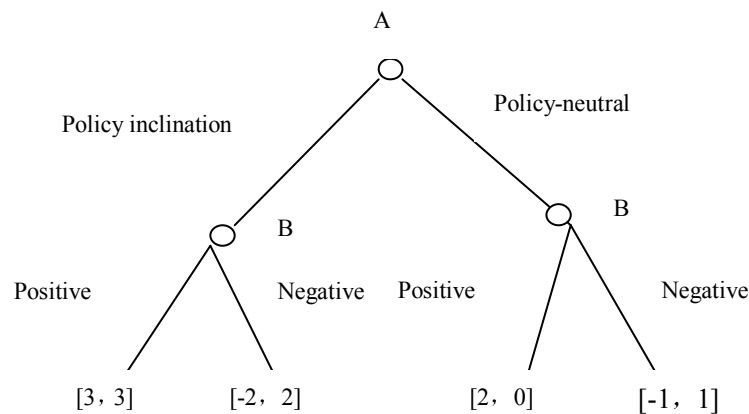 A
Policy inclination
Policy-neutral
B
B
Positive
Negative
Positive
Negative
[3，3]
[-2，2]
[2，0]
[-1，1]